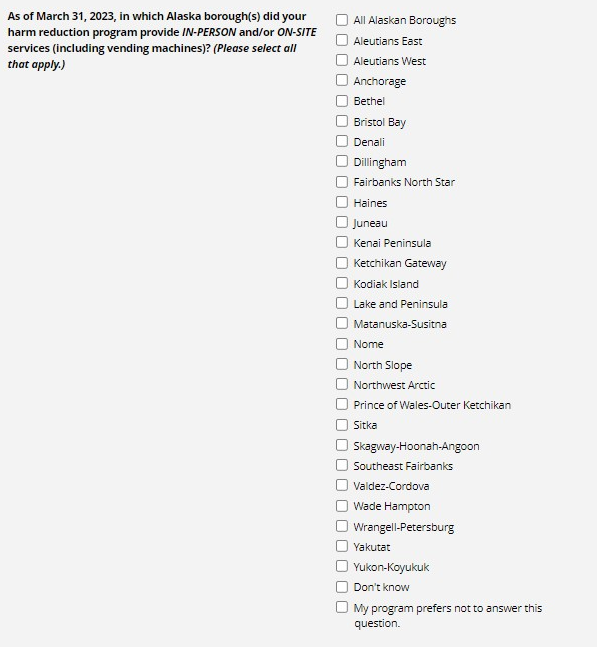 As of March 31, 2023, in which Alaska borough(s) did your
harm reduction program provide IN-PERSON and/or ON-SITE
services (including vending machines)? (Please select all
that apply.)
All Alaskan Boroughs
Aleutians East
Aleutians West
Anchorage
Bethel
Bristol Bay
Denali
Dillingham
Fairbanks North Star
Haines
Juneau
Kenai Peninsula
Ketchikan Gateway
Kodiak Island
Lake and Peninsula
Matanuska-Susitna
Nome
North Slope
Northwest Arctic
Prince of Wales-Outer Ketchikan
Sitka
Skagway-Hoonah-Angoon
Southeast Fairbanks
Valdez-Cordova
Wade Hampton
Wrangell-Petersburg
Yakutat
Yukon-Koyukuk
Don't know
My program prefers not to answer this
question.